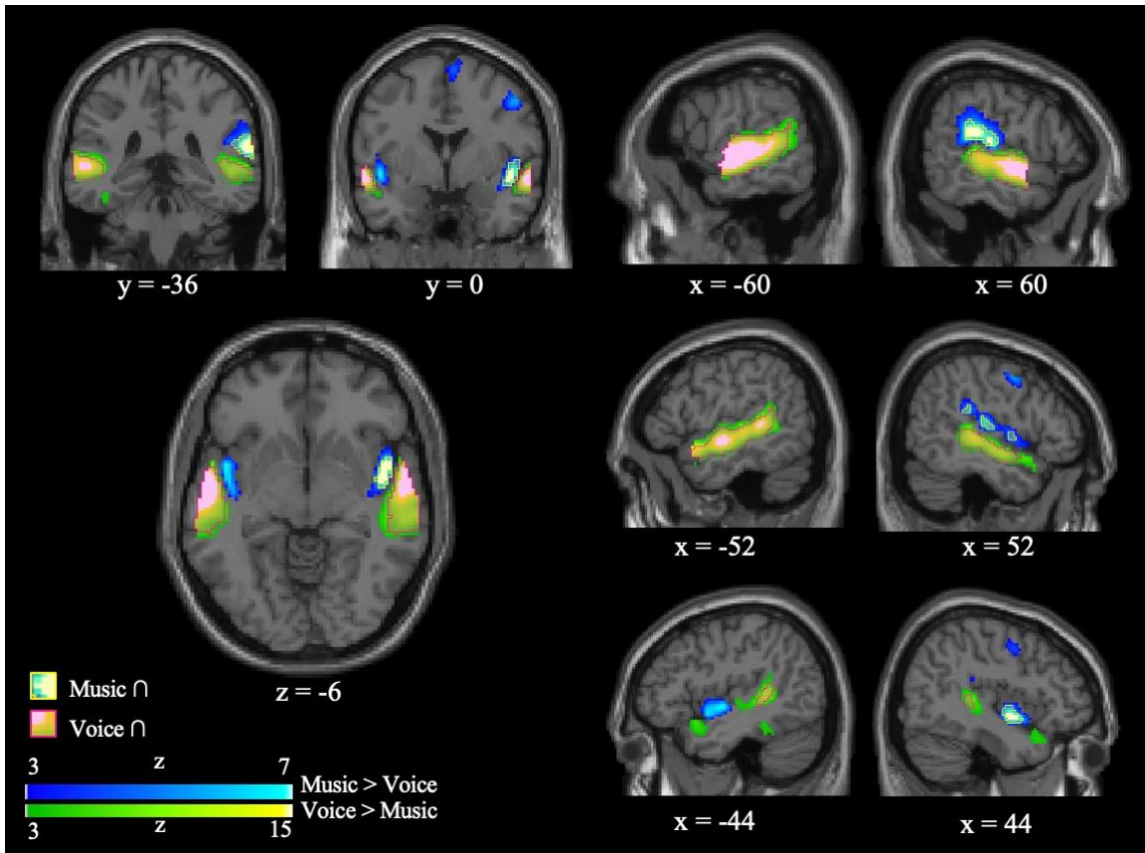 y = -36
y = 0
x = -60
x = 60
z = -6
x = -52
x = 52
x = -44
x = 44
Music ∩
Voice ∩
3 z 7
Music > Voice
Voice > Music
3 z 15